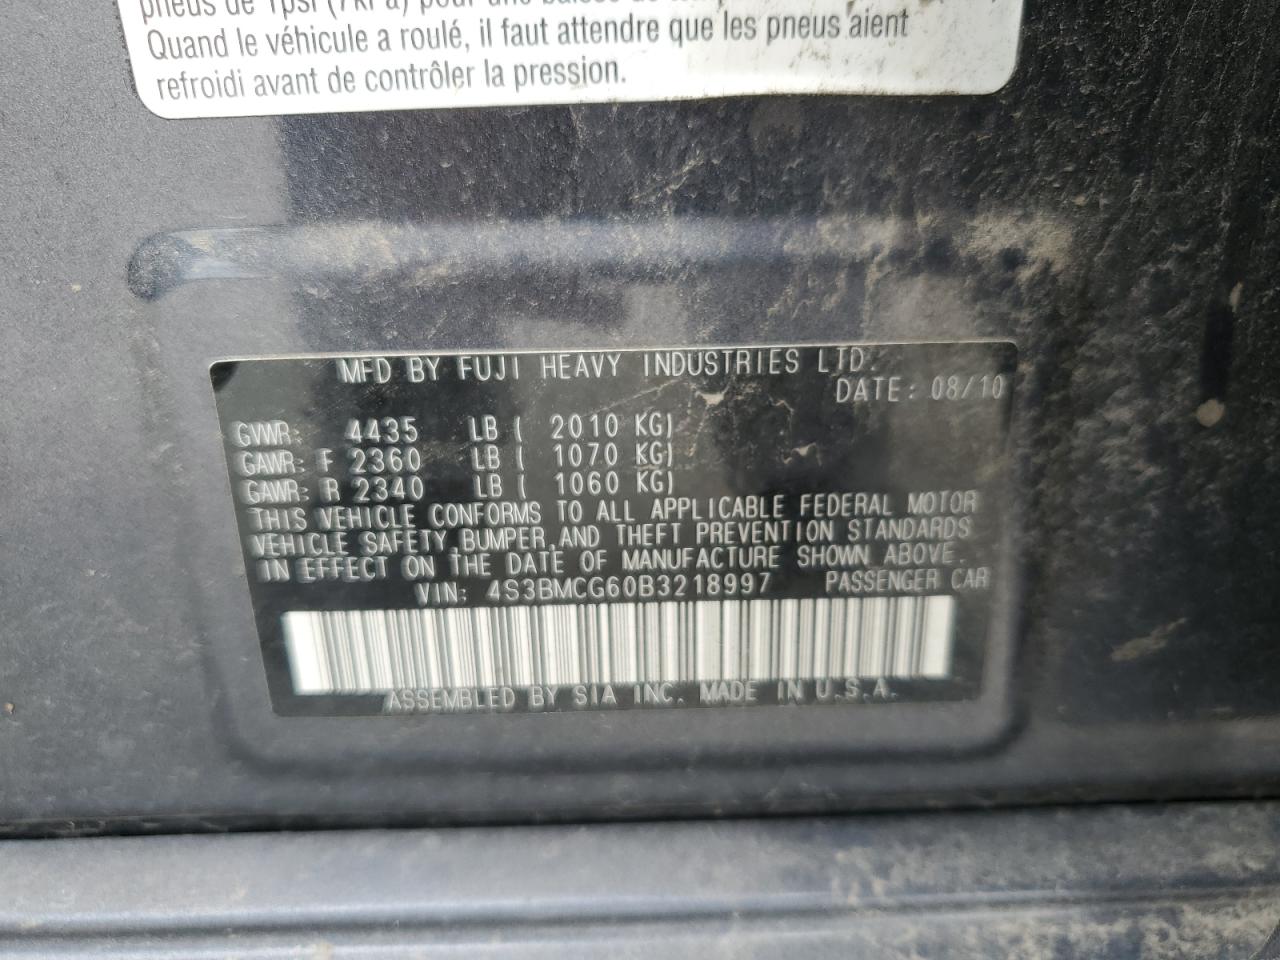 Quand le véhicule a roulé, il faut attendre que les pneus aient
refroidi avant de contrôler la pression.
MFD BY FUJI HEAVY INDUSTRIES LTD.
DATE: 08/10
GVWR: 4435 LB ( 2010 KG)
GAWR: F 2360 LB ( 1070 KG)
GAWR: R 2340 LB ( 1060 KG)
THIS VEHICLE CONFORMS TO ALL APPLICABLE FEDERAL MOTOR
VEHICLE SAFETY, BUMPER, AND THEFT PREVENTION STANDARDS
IN EFFECT ON THE DATE OF MANUFACTURE SHOWN ABOVE.
VIN: 4S3BMCG60B3218997 PASSENGER CAR
ASSEMBLED BY SIA INC. MADE IN U.S.A.